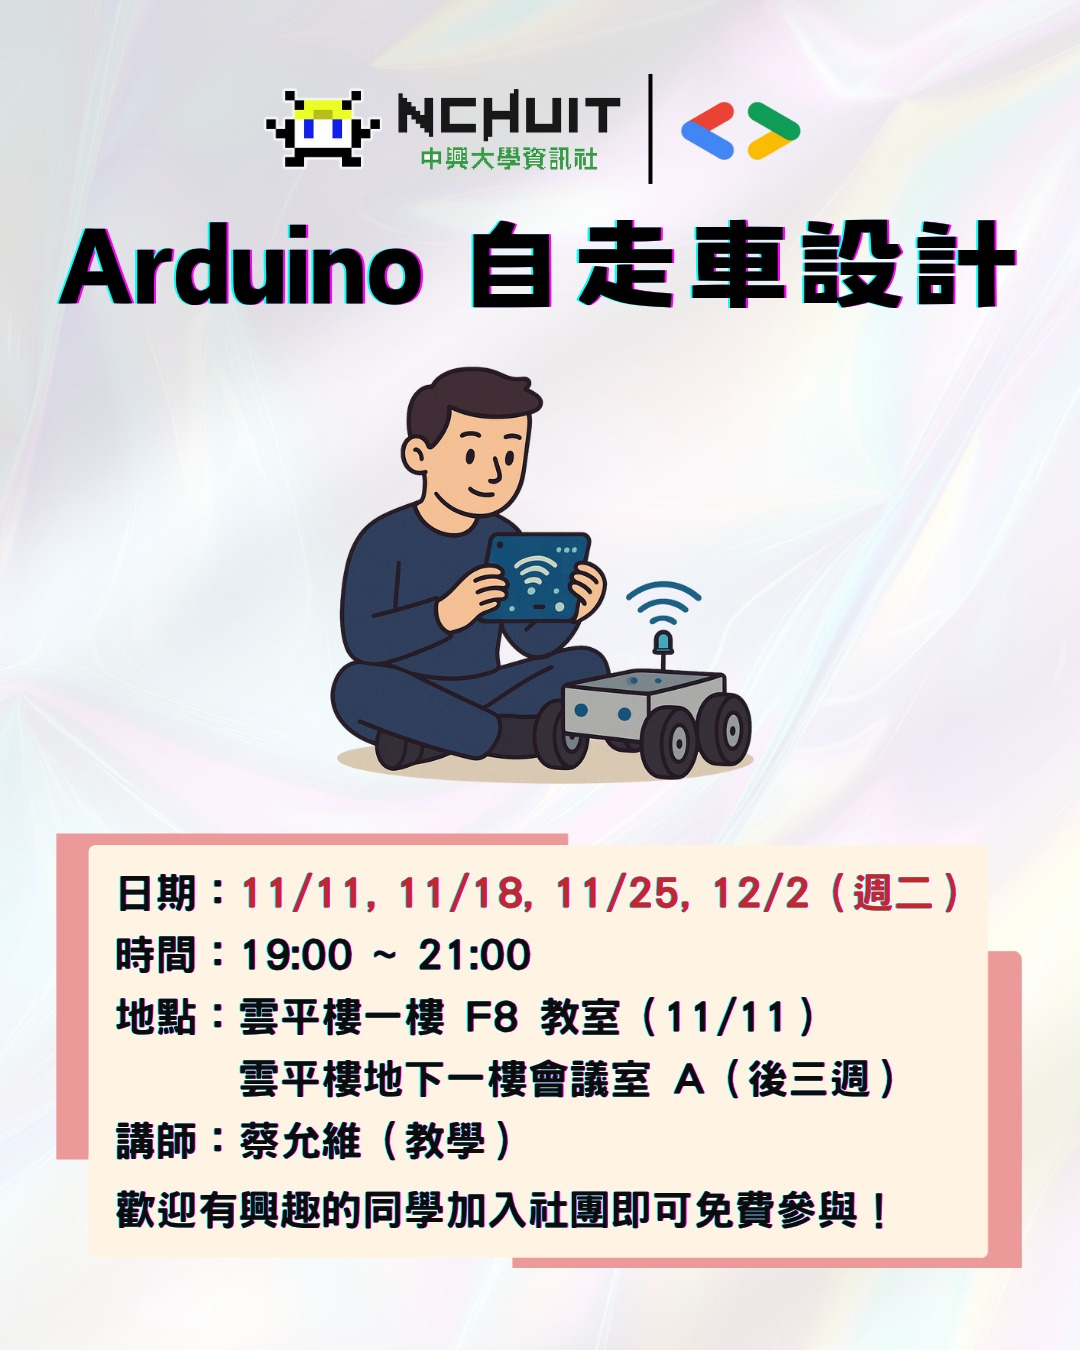 NCHUIT
中興大學資訊社
Arduino 自走車設計
日期：11/11, 11/18, 11/25, 12/2（週二）
時間：19:00 ~ 21:00
地點：雲平樓一樓 F8 教室（11/11）
雲平樓地下一樓會議室 A（後三週）
講師：蔡允維（教學）
歡迎有興趣的同學加入社團即可免費參與！